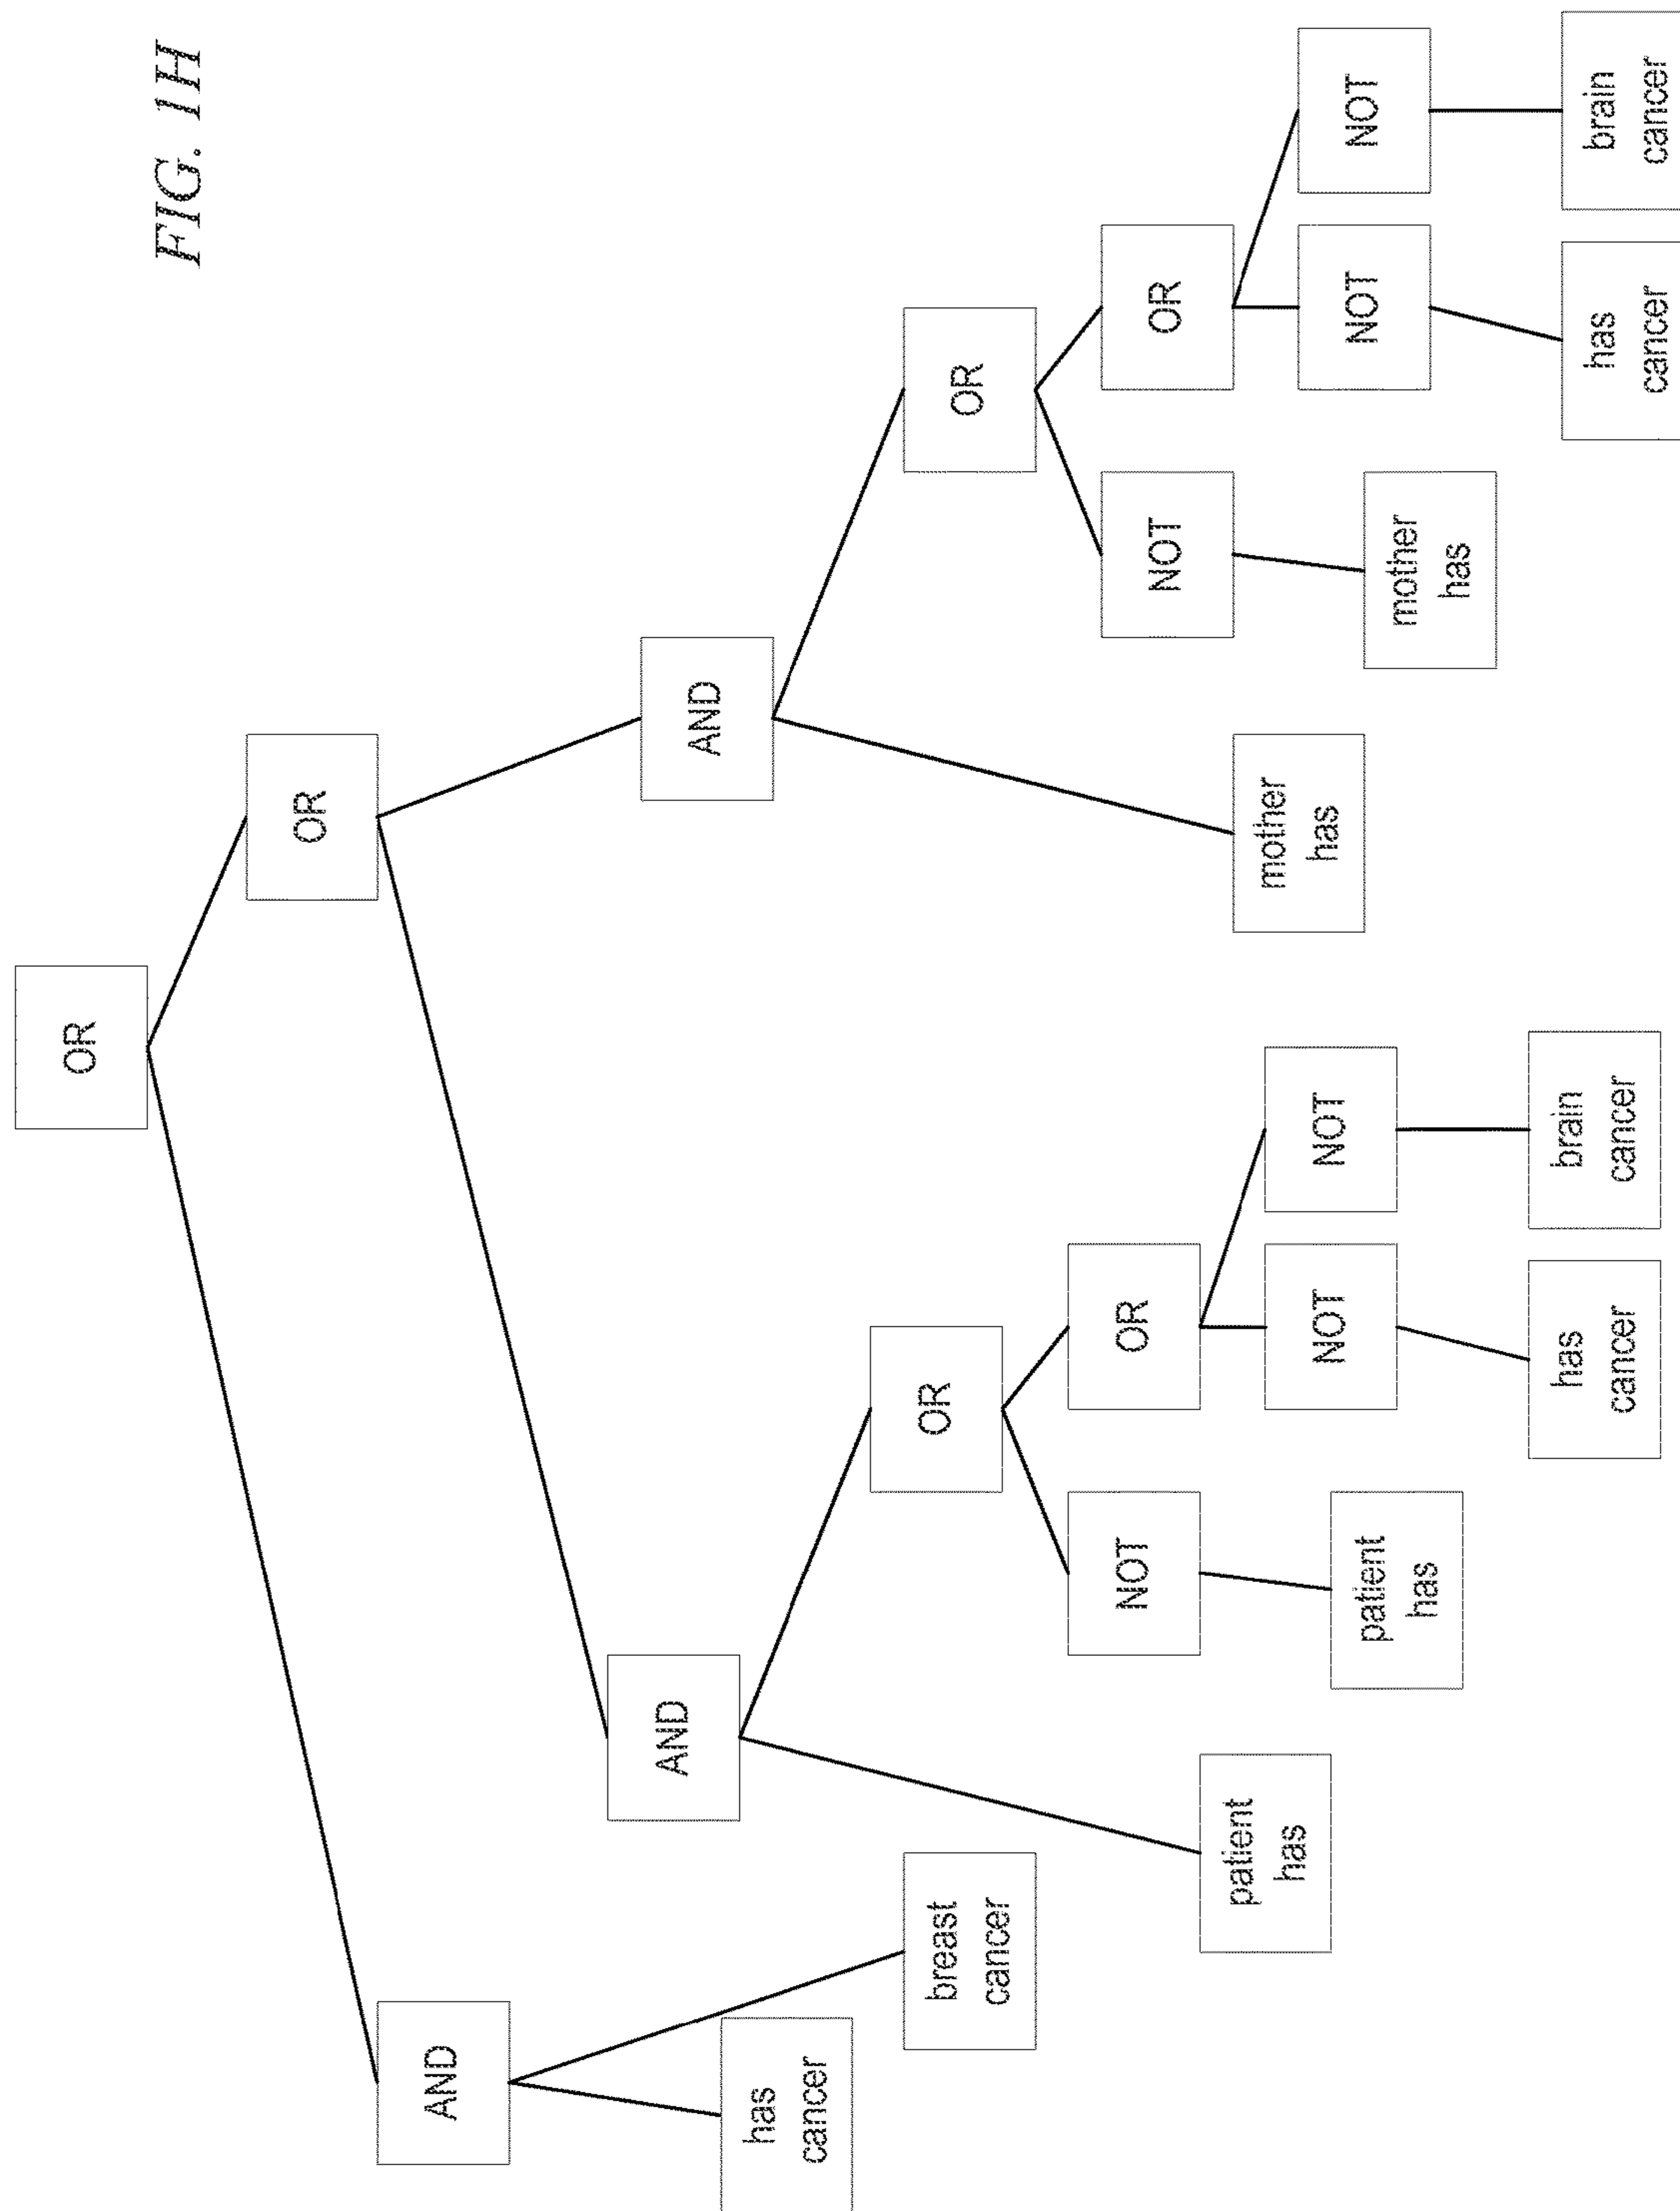 FIG. 1H
OR
OR
AND
AND
AND
OR
OR
has
cancer
breast
cancer
NOT
OR
NOT
OR
patient
has
mother
has
NOT
NOT
NOT
NOT
patient
has
mother
has
has
cancer
brain
cancer
has
cancer
brain
cancer